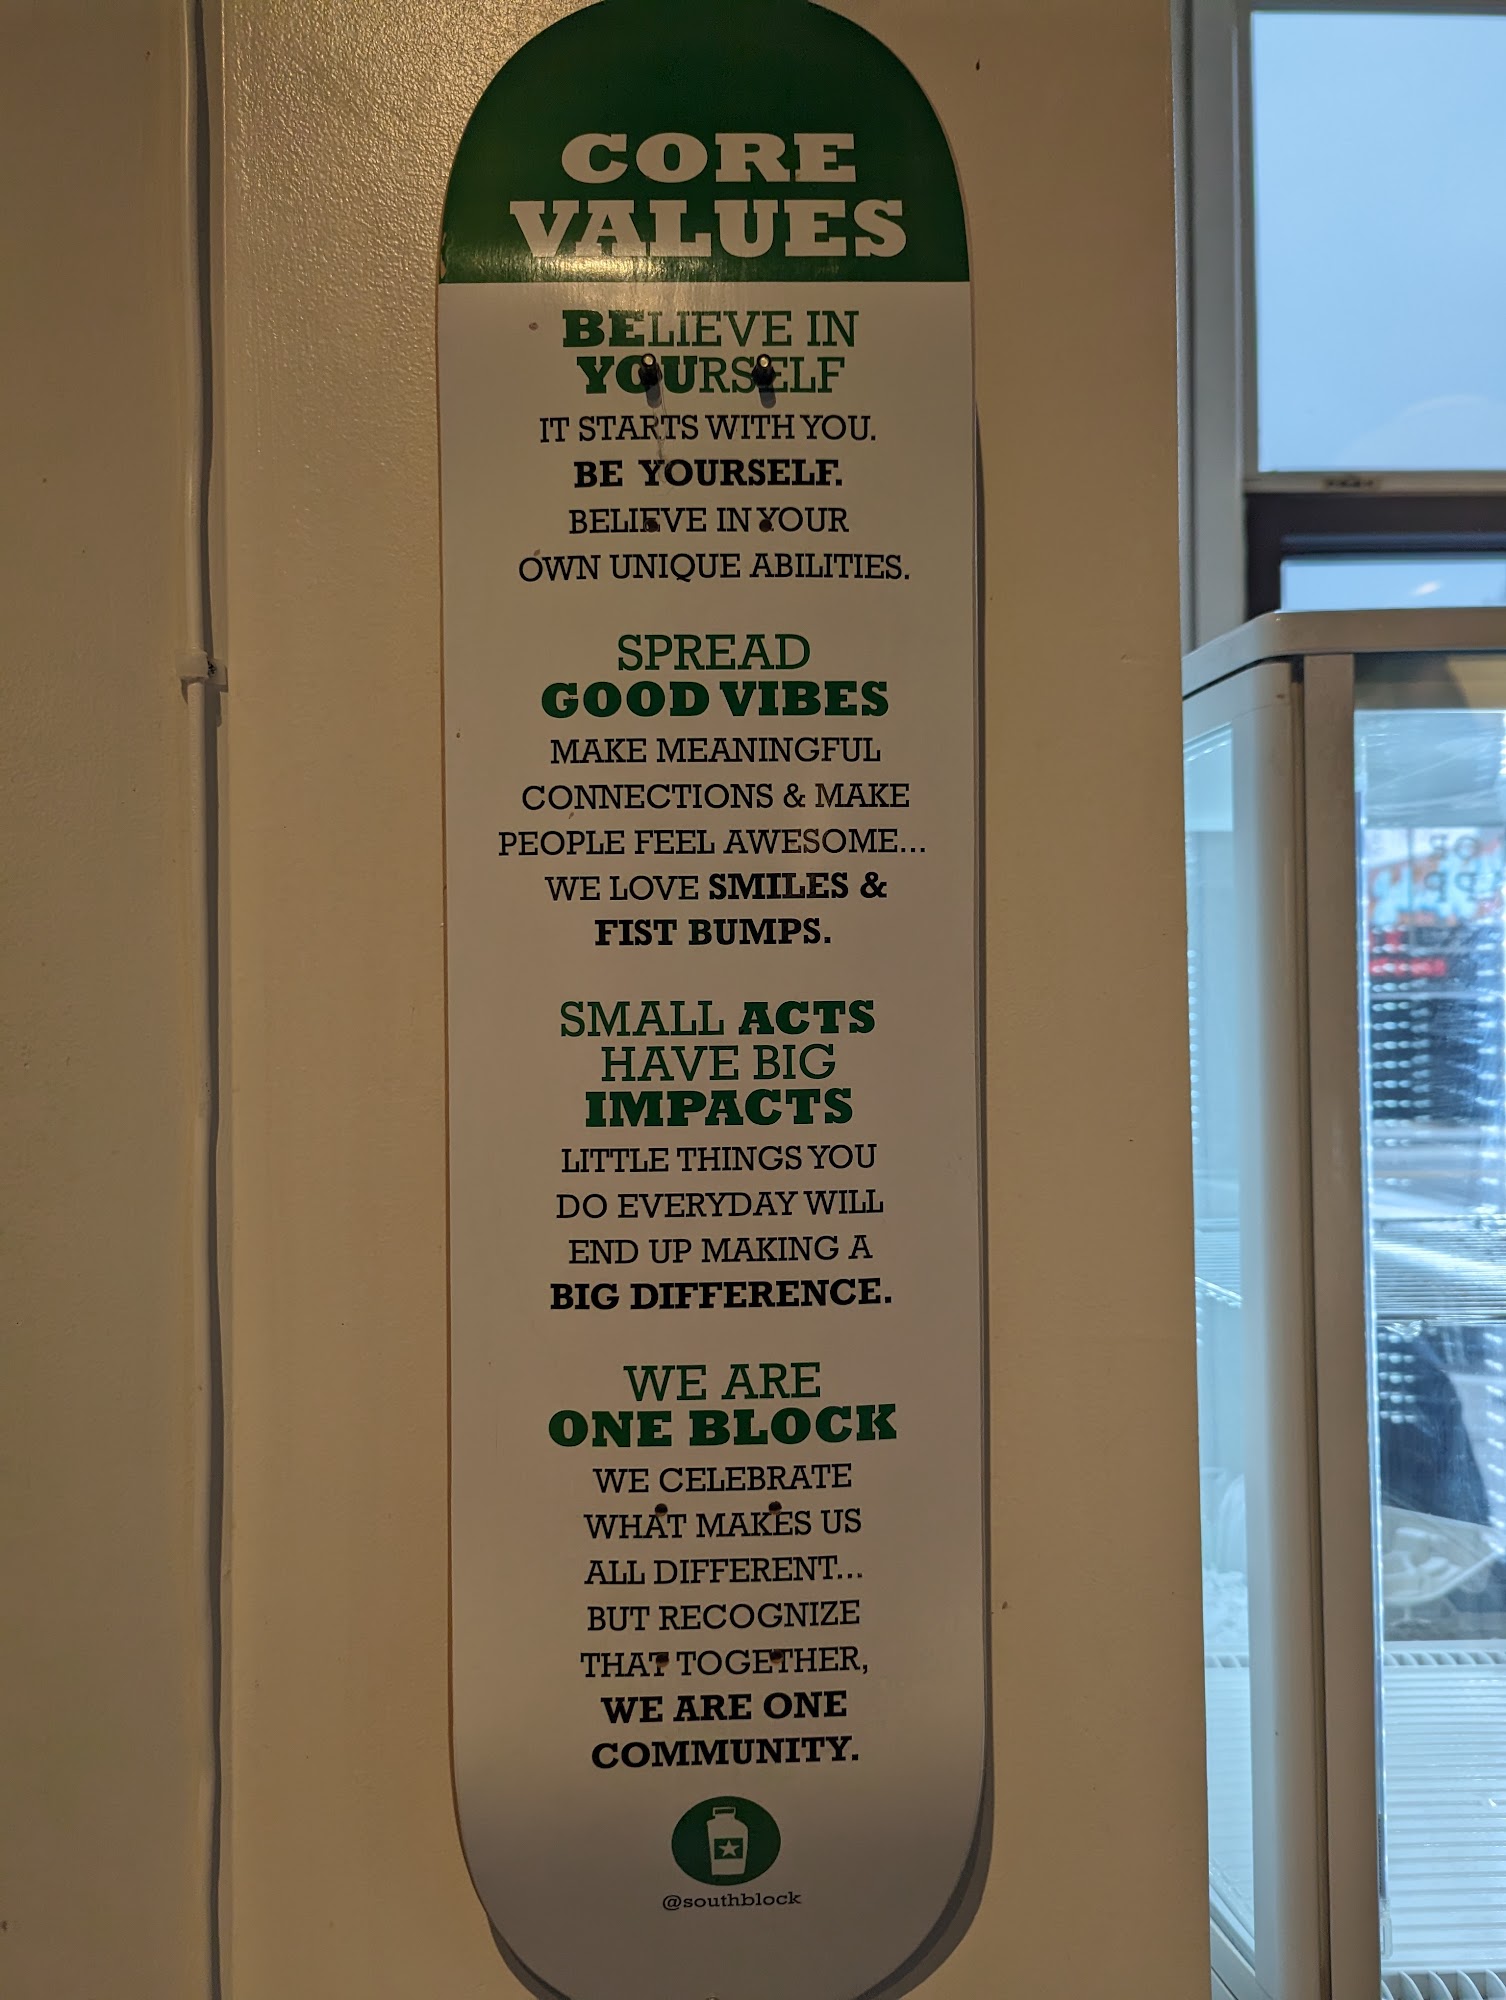 CORE
VALUES
BELIEVE IN
YOURSELF
IT STARTS WITH YOU.
BE YOURSELF.
BELIEVE IN YOUR
OWN UNIQUE ABILITIES.
SPREAD
GOOD VIBES
MAKE MEANINGFUL
CONNECTIONS & MAKE
PEOPLE FEEL AWESOME...
WE LOVE SMILES &
FIST BUMPS.
SMALL ACTS
HAVE BIG
IMPACTS
LITTLE THINGS YOU
DO EVERYDAY WILL
END UP MAKING A
BIG DIFFERENCE.
WE ARE
ONE BLOCK
WE CELEBRATE
WHAT MAKES US
ALL DIFFERENT...
BUT RECOGNIZE
THAT TOGETHER,
WE ARE ONE
COMMUNITY.
@southblock